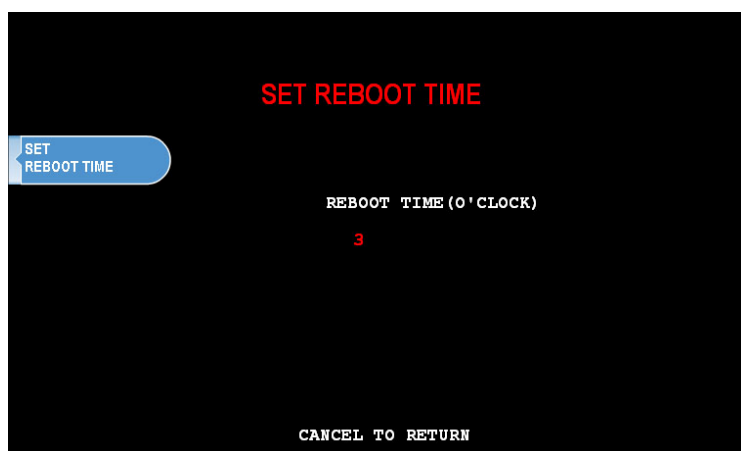 SET REBOOT TIME
SET
REBOOT TIME
REBOOT TIME(O'CLOCK)
3
CANCEL TO RETURN